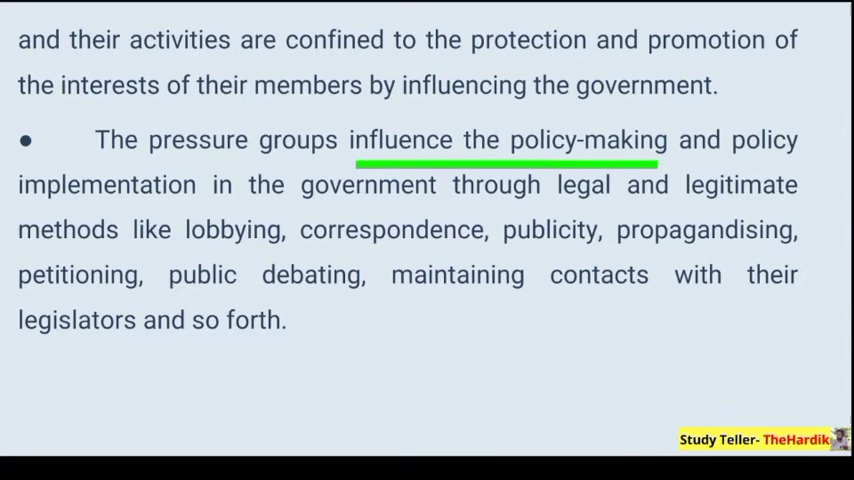 and their activities are confined to the protection and promotion of
the interests of their members by influencing the government.
● The pressure groups influence the policy-making and policy
implementation in the government through legal and legitimate
methods like lobbying, correspondence, publicity, propagandising,
petitioning, public debating, maintaining contacts with their
legislators and so forth.
Study Teller- TheHardik